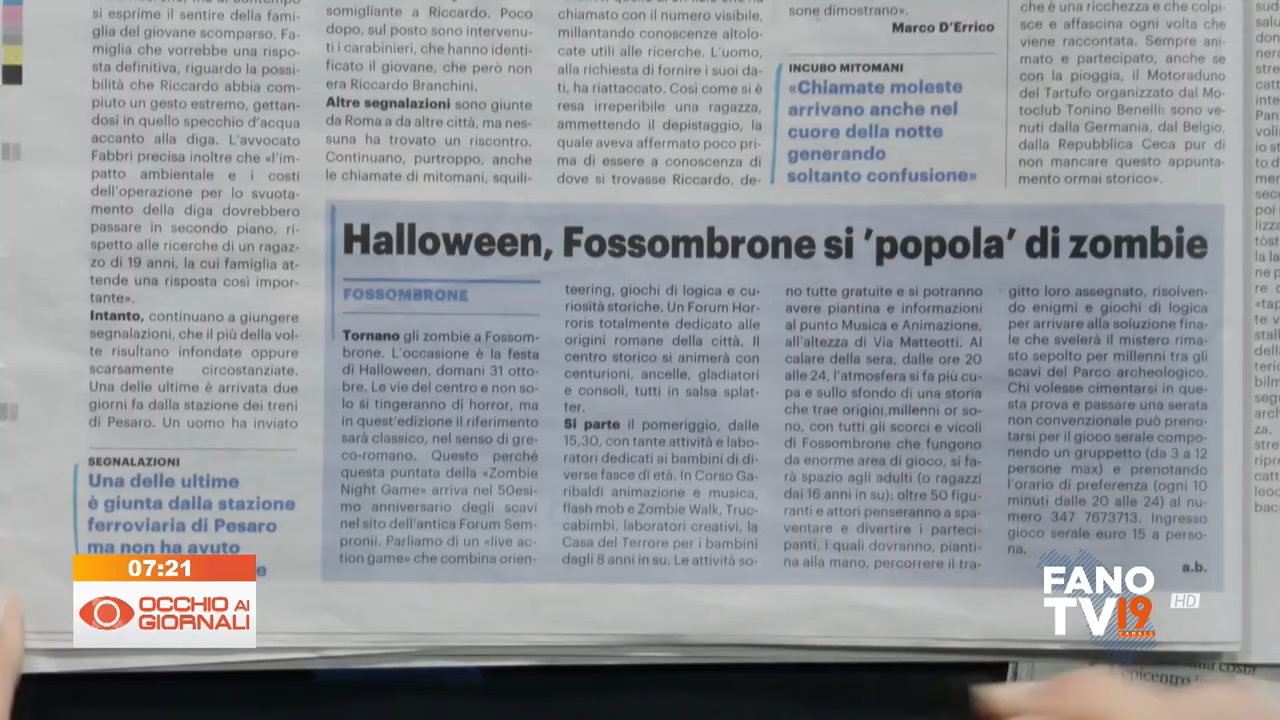 si esprime il sentire della fami-
glia del giovane scomparso. Fa-
miglia che vorrebbe una rispo-
sta definitiva, riguardo la possi-
bilità che Riccardo abbia com-
piuto un gesto estremo, gettan-
dosi in quello specchio d'acqua
accanto alla diga. L'avvocato
Fabbri precisa inoltre che «l'im-
patto ambientale e i costi
dell'operazione per lo svuota-
mento della diga dovrebbero
passare in secondo piano, ri-
spetto alle ricerche di un ragaz-
zo di 19 anni, la cui famiglia at-
tende una risposta così impor-
tante».
Intanto, continuano a giungere
segnalazioni, che il più della vol-
te risultano infondate oppure
scarsamente circostanziate.
Una delle ultime è arrivata due
giorni fa dalla stazione dei treni
di Pesaro. Un uomo ha inviato
SEGNALAZIONI
Una delle ultime
è giunta dalla stazione
ferroviaria di Pesaro
ma non ha avuto
somigliante a Riccardo. Poco
dopo, sul posto sono intervenu-
ti i carabinieri, che hanno identi-
ficato il giovane, che però non
era Riccardo Branchini.
Altre segnalazioni sono giunte
da Roma a da altre città, ma nes-
suna ha trovato un riscontro.
Continuano, purtroppo, anche
le chiamate di mitomani, squili-
chiamato con il numero visibile,
millantando conoscenze altolo-
cate utili alle ricerche. L'uomo,
alla richiesta di fornire i suoi da-
ti, ha riattaccato. Così come si è
resa irreperibile una ragazza,
ammettendo il depistaggio, la
quale aveva affermato poco pri-
ma di essere a conoscenza di
dove si trovasse Riccardo, de-
sone dimostrano».
Marco D'Errico
INCUBO MITOMANI
«Chiamate moleste
arrivano anche nel
cuore della notte
generando
soltanto confusione»
che è una ricchezza e che colpi-
sce e affascina ogni volta che
viene raccontata. Sempre ani-
mato e partecipato, anche se
con la pioggia, il Motoraduno
del Tartufo organizzato dal Mo-
toclub Tonino Benelli: sono ve-
nuti dalla Germania, dal Belgio,
dalla Repubblica Ceca pur di
non mancare questo appunta-
mento ormai storico».
Halloween, Fossombrone si 'popola' di zombie
FOSSOMBRONE
Tornano gli zombie a Fossom-
brone. L'occasione è la festa
di Halloween, domani 31 otto-
bre. Le vie del centro e non so-
lo si tingeranno di horror, ma
in quest'edizione il riferimento
sarà classico, nel senso di gre-
co-romano. Questo perché
questa puntata della «Zombie
Night Game» arriva nel 50esi-
mo anniversario degli scavi
nel sito dell'antica Forum Sem-
pronii. Parliamo di un «live ac-
tion game» che combina orien-
teering, giochi di logica e cu-
riosità storiche. Un Forum Hor-
roris totalmente dedicato alle
origini romane della città. Il
centro storico si animerà con
centurioni, ancelle, gladiatori
e consoli, tutti in salsa splat-
ter.
Si parte il pomeriggio, dalle
15,30, con tante attività e labo-
ratori dedicati ai bambini di di-
verse fasce di età. In Corso Ga-
ribaldi animazione e musica,
flash mob e Zombie Walk, Truc-
cabimbi, laboratori creativi, la
Casa del Terrore per i bambini
dagli 8 anni in su. Le attività so-
no tutte gratuite e si potranno
avere piantina e informazioni
al punto Musica e Animazione,
all'altezza di Via Matteotti. Al
calare della sera, dalle ore 20
alle 24, l'atmosfera si fa più cu-
pa e sullo sfondo di una storia
che trae origini millenni or so-
no, con tutti gli scorci e vicoli
di Fossombrone che fungono
da enorme area di gioco, si fa-
rà spazio agli adulti (o ragazzi
dai 16 anni in su): oltre 50 figu-
ranti e attori penseranno a spa-
ventare e divertire i parteci-
panti, i quali dovranno, pianti-
na alla mano, percorrere il tra-
gitto loro assegnato, risolven-
do enigmi e giochi di logica
per arrivare alla soluzione fina-
le che svelerà il mistero rima-
sto sepolto per millenni tra gli
scavi del Parco archeologico.
Chi volesse cimentarsi in que-
sta prova e passare una serata
non convenzionale può preno-
tarsi per il gioco serale compo-
nendo un gruppetto (da 3 a 12
persone max) e prenotando
l'orario di preferenza (ogni 10
minuti dalle 20 alle 24) al nu-
mero 347 7673713. Ingresso
gioco serale euro 15 a perso-
na.
a.b.
07:21
OCCHIO AI
GIORNALI
FANO
TV19
CANALE
HD
epicentro
costa